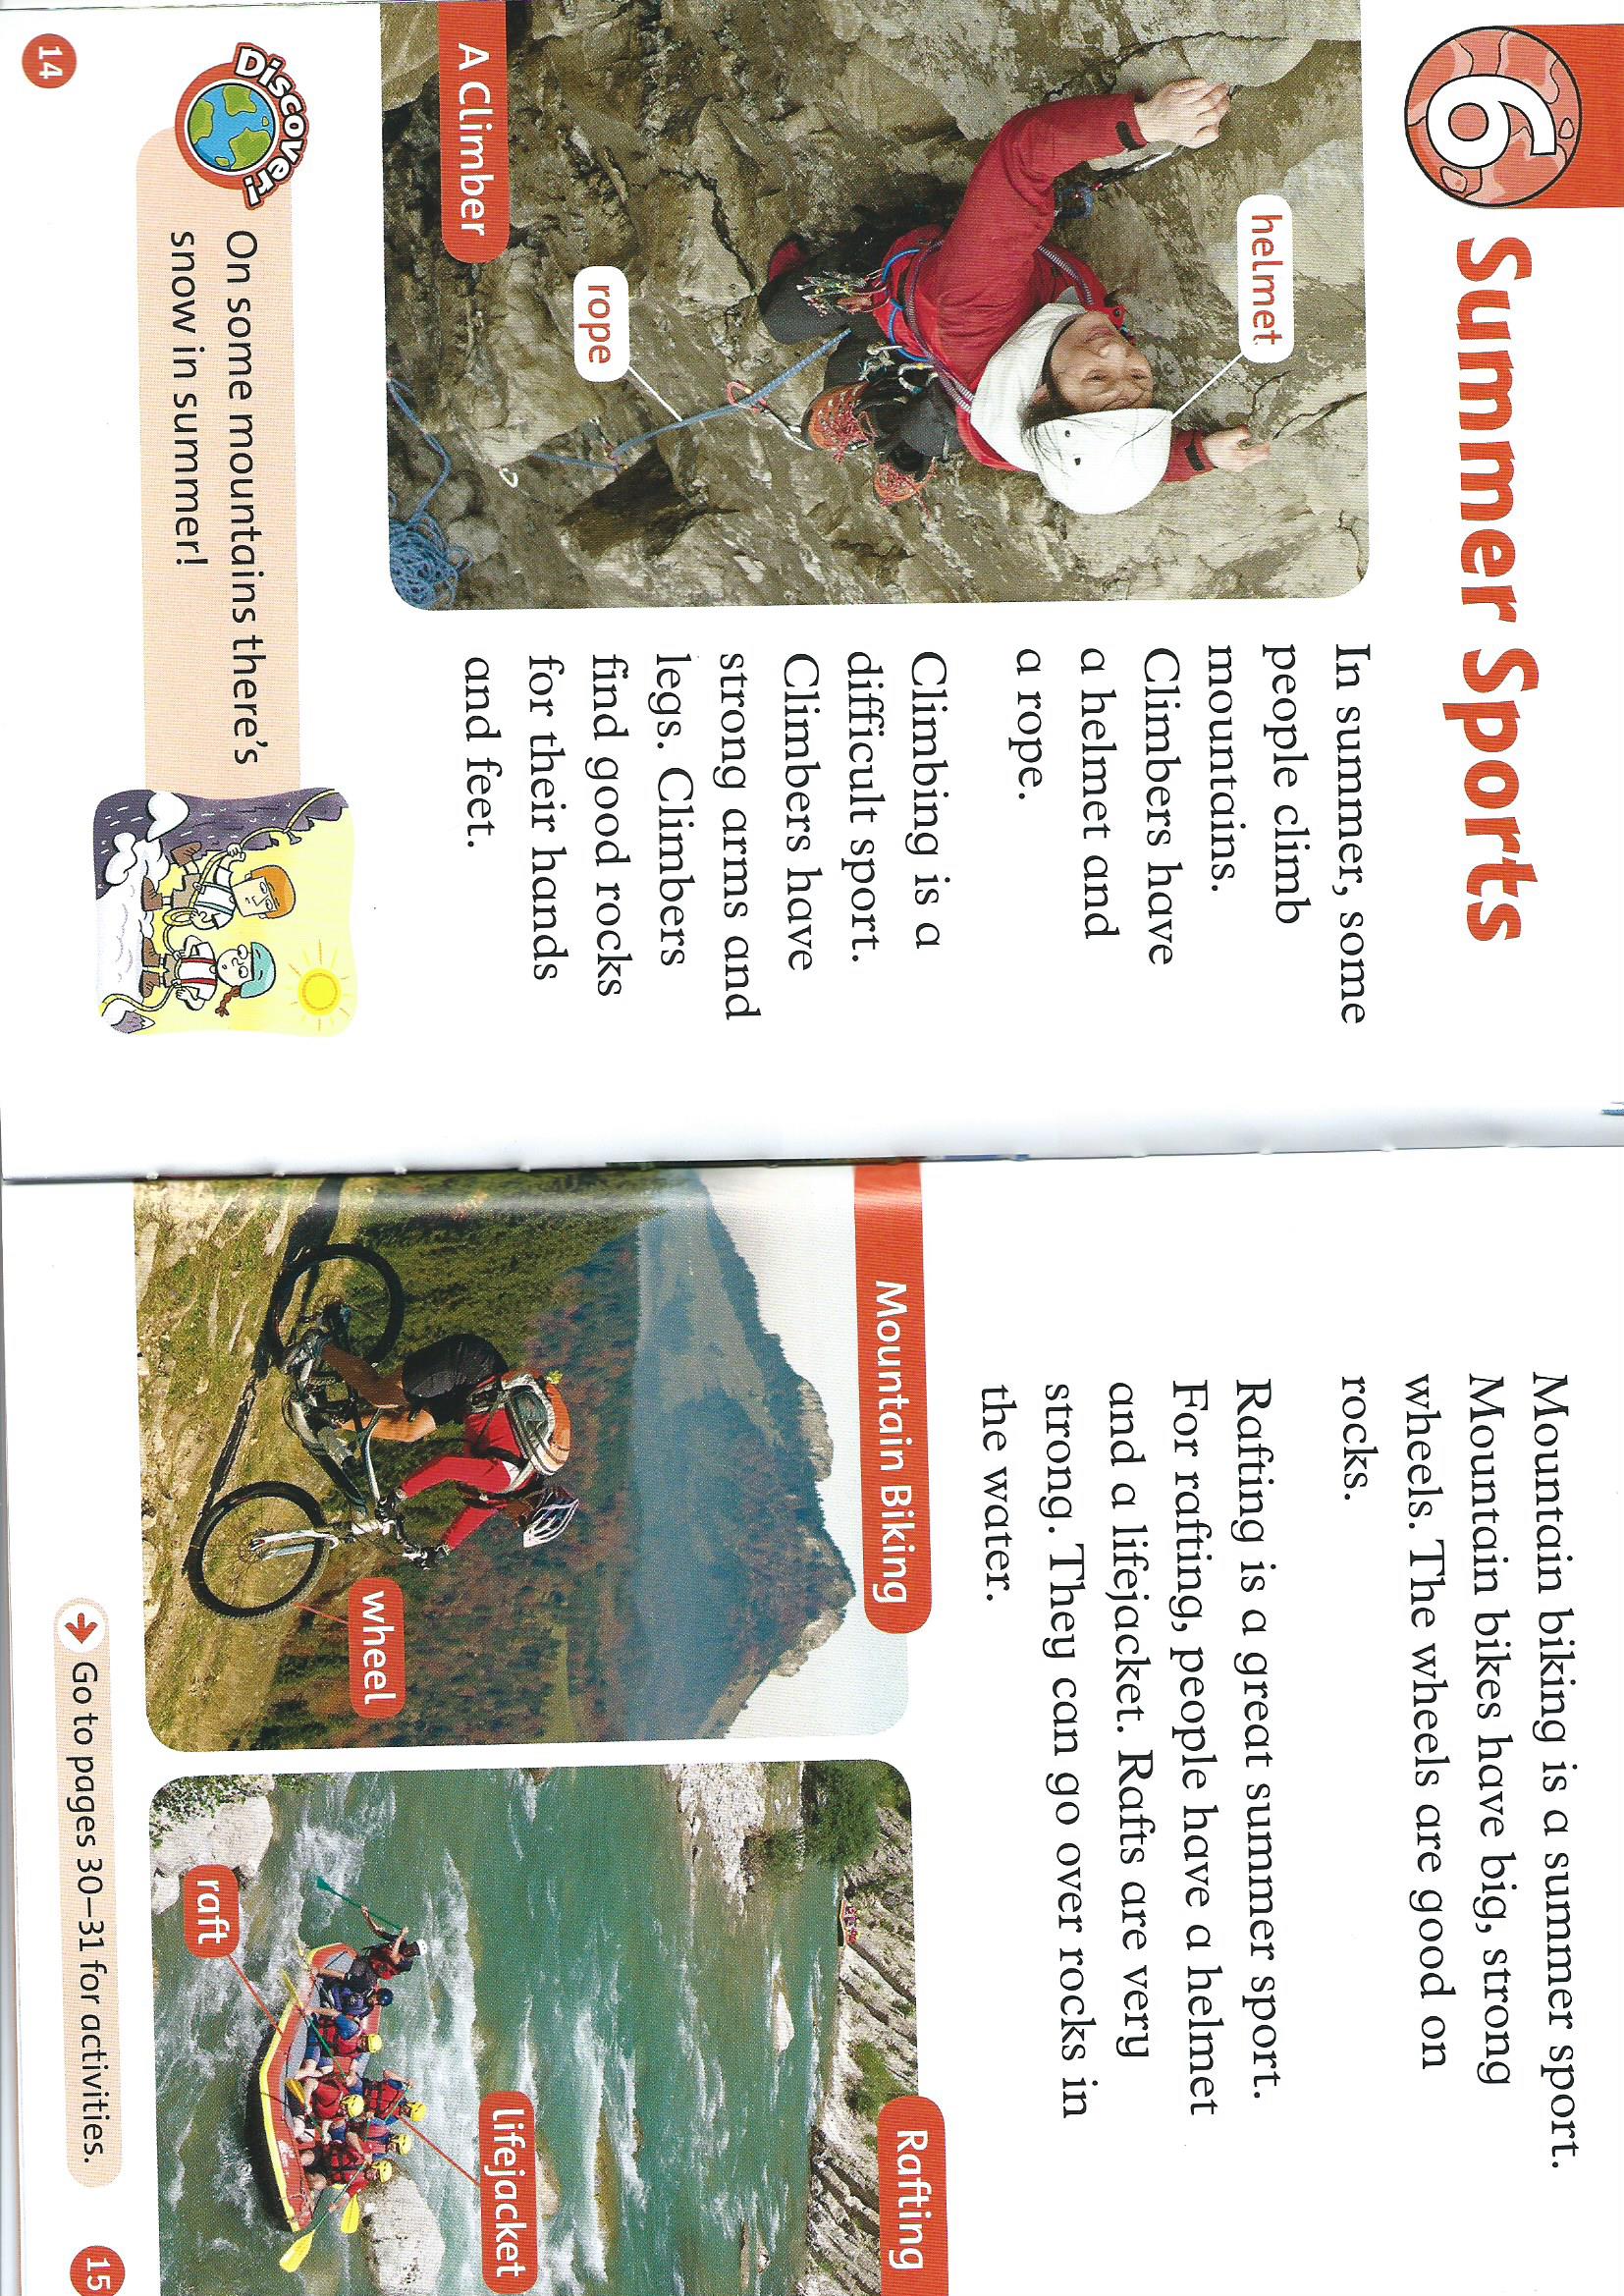 6 Summer Sports
helmet
rope
A Climber
In summer, some
people climb
mountains.
Climbers have
a helmet and
a rope.
Climbing is a
difficult sport.
Climbers have
strong arms and
legs. Climbers
find good rocks
for their hands
and feet.
Discover!
On some mountains there's
snow in summer!
14
Mountain biking is a summer sport.
Mountain bikes have big, strong
wheels. The wheels are good on
rocks.
Rafting is a great summer sport.
For rafting, people have a helmet
and a lifejacket. Rafts are very
strong. They can go over rocks in
the water.
Mountain Biking
wheel
Rafting
lifejacket
raft
Go to pages 30–31 for activities.
15